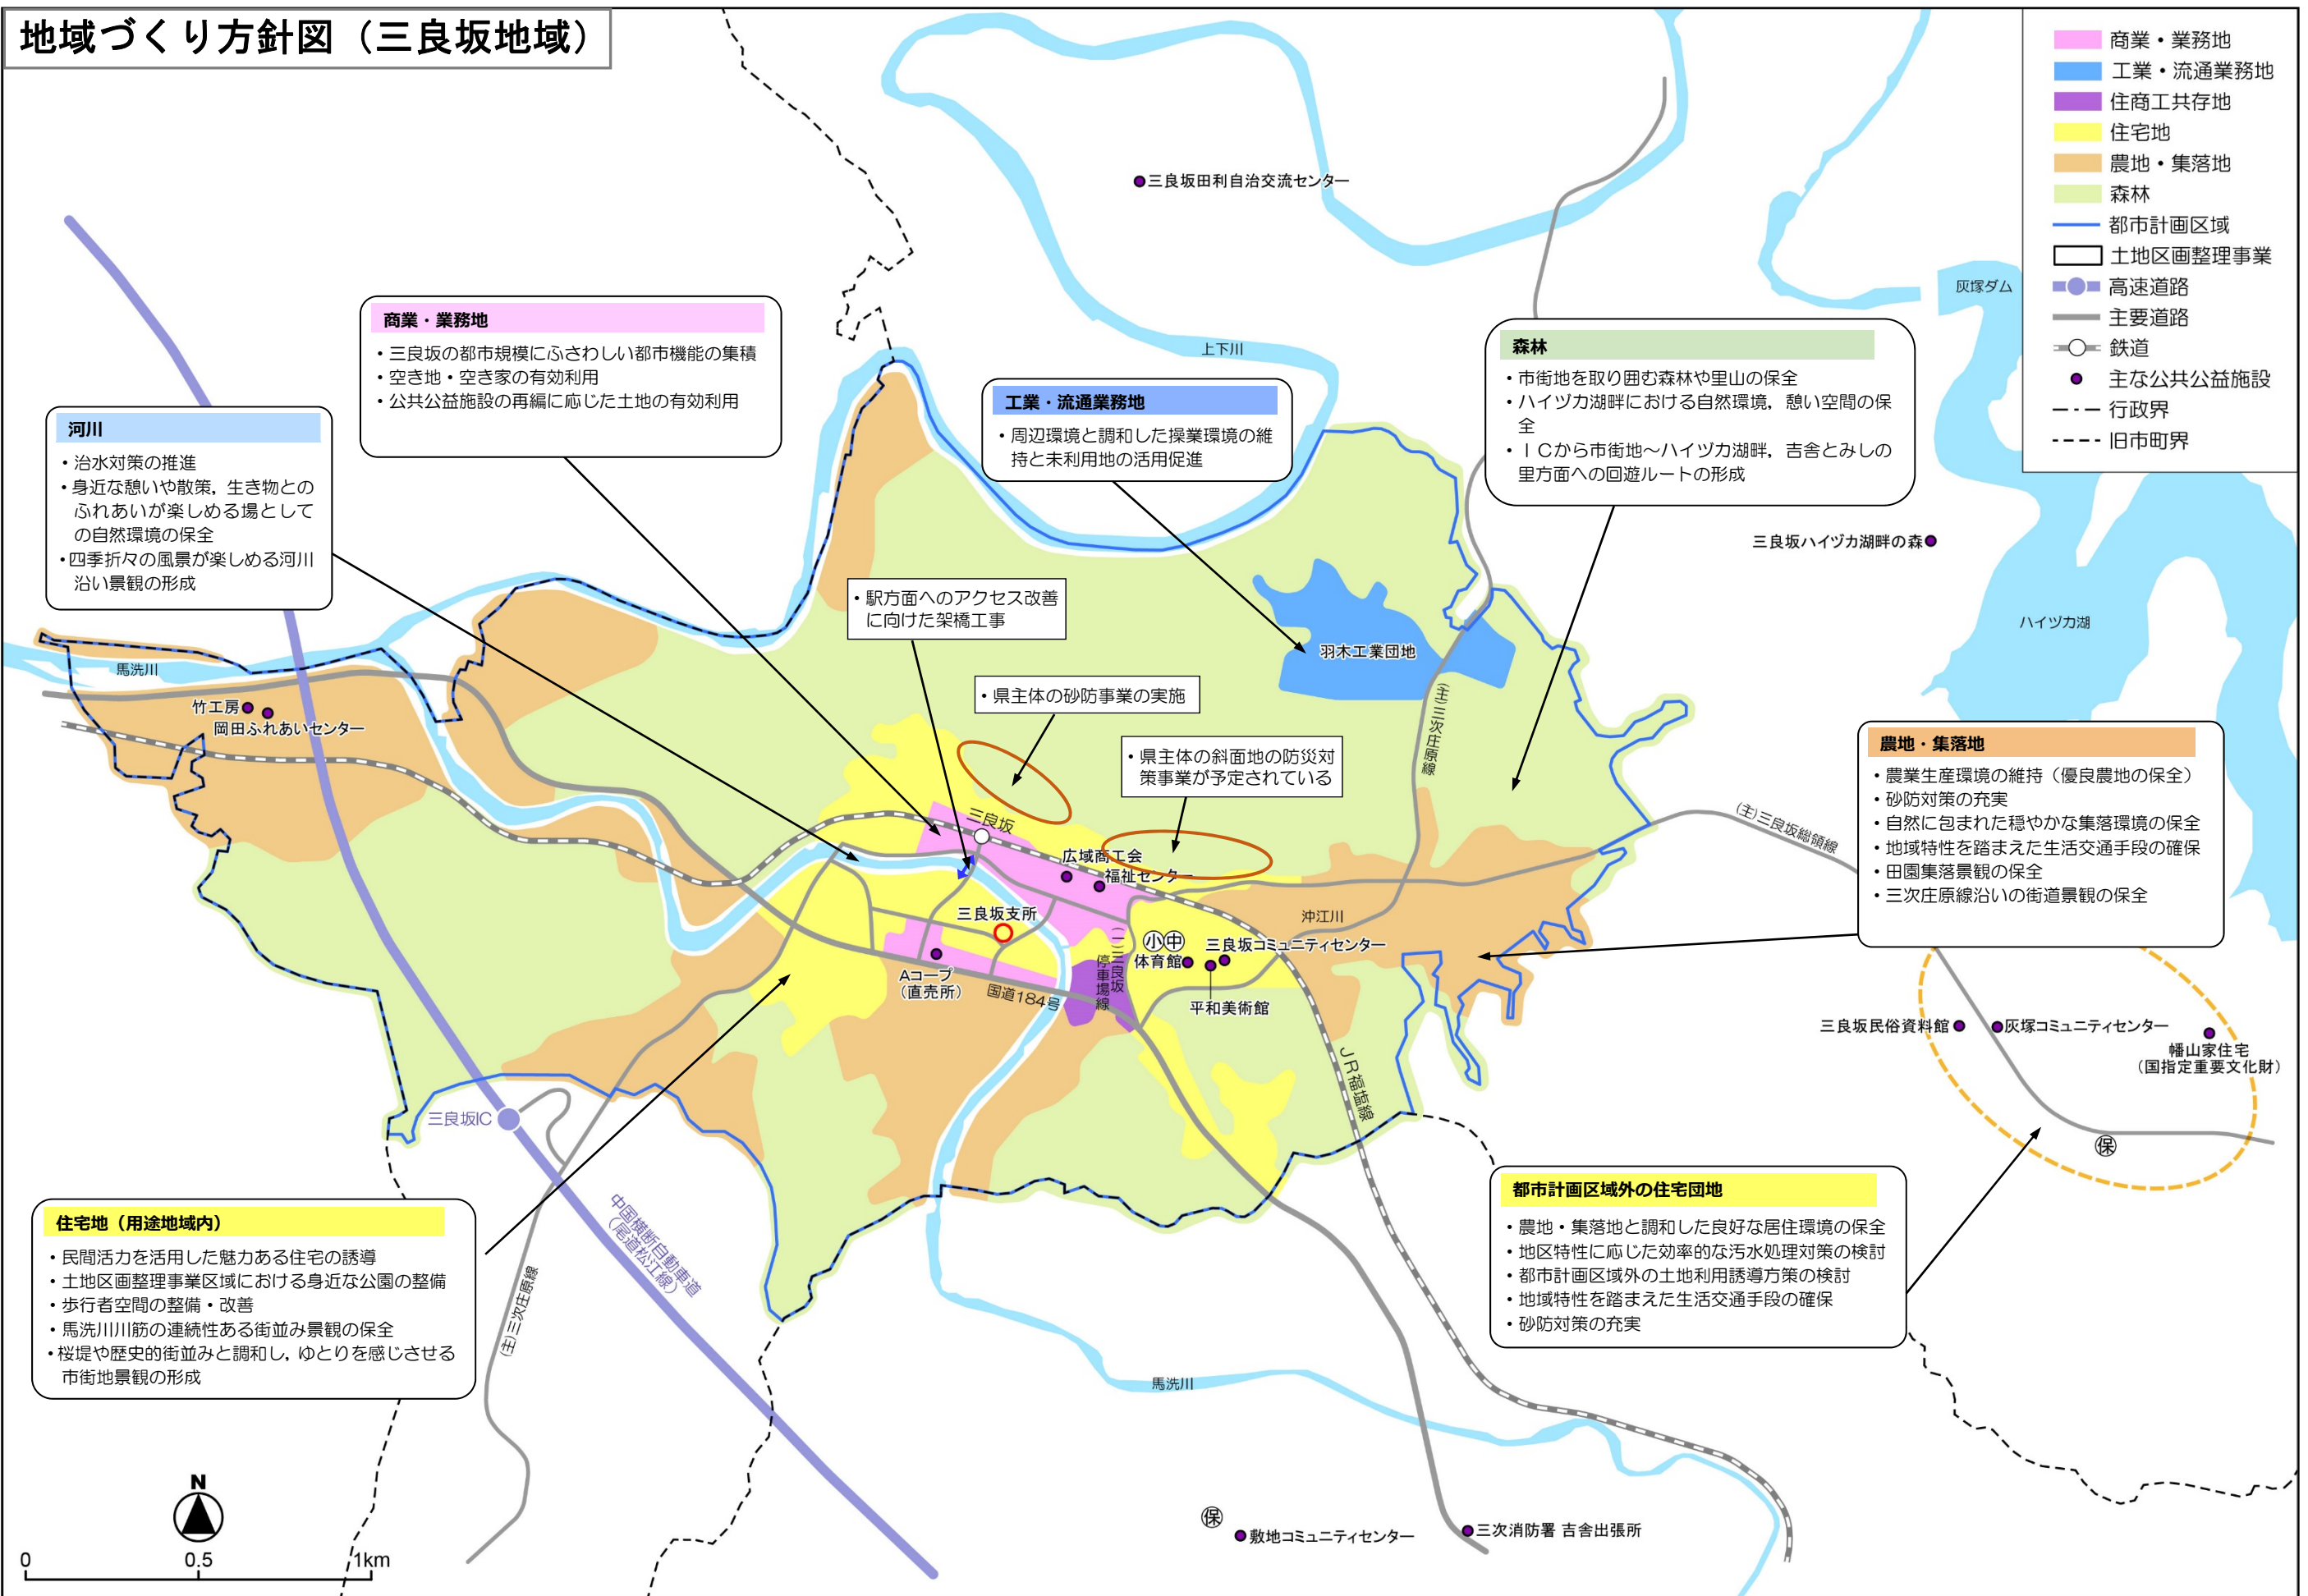 地域づくり方針図（三良坂地域）
商業・業務地
工業・流通業務地
住商工共存地
住宅地
農地・集落地
森林
都市計画区域
土地区画整理事業
高速道路
主要道路
鉄道
主な公共公益施設
行政界
旧市町界
三良坂田利自治交流センター
灰塚ダム
上下川
商業・業務地
・三良坂の都市規模にふさわしい都市機能の集積
・空き地・空き家の有効利用
・公共公益施設の再編に応じた土地の有効利用
工業・流通業務地
・周辺環境と調和した操業環境の維
持と未利用地の活用促進
森林
・市街地を取り囲む森林や里山の保全
・ハイヅカ湖畔における自然環境，憩い空間の保
全
・ＩＣから市街地～ハイヅカ湖畔，吉舎とみしの
里方面への回遊ルートの形成
河川
・治水対策の推進
・身近な憩いや散策，生き物との
ふれあいが楽しめる場として
の自然環境の保全
・四季折々の風景が楽しめる河川
沿い景観の形成
三良坂ハイヅカ湖畔の森
ハイヅカ湖
・駅方面へのアクセス改善
に向けた架橋工事
羽木工業団地
馬洗川
・県主体の砂防事業の実施
竹工房
岡田ふれあいセンター
(主)三次庄原線
・県主体の斜面地の防災対
策事業が予定されている
農地・集落地
・農業生産環境の維持（優良農地の保全）
・砂防対策の充実
・自然に包まれた穏やかな集落環境の保全
・地域特性を踏まえた生活交通手段の確保
・田園集落景観の保全
・三次庄原線沿いの街道景観の保全
三良坂
(主)三良坂総領線
広域商工会
福祉センター
三良坂支所
沖江川
小 中
三良坂コミュニティセンター
体育館
(一)三良坂
停車場線
Aコープ
（直売所）
国道184号
平和美術館
三良坂民俗資料館
灰塚コミュニティセンター
幡山家住宅
（国指定重要文化財）
ＪＲ福塩線
三良坂IC
保
中国横断自動車道
（尾道松江線）
(主)三次庄原線
住宅地（用途地域内）
・民間活力を活用した魅力ある住宅の誘導
・土地区画整理事業区域における身近な公園の整備
・歩行者空間の整備・改善
・馬洗川川筋の連続性ある街並み景観の保全
・桜堤や歴史的街並みと調和し，ゆとりを感じさせる
市街地景観の形成
都市計画区域外の住宅団地
・農地・集落地と調和した良好な居住環境の保全
・地区特性に応じた効率的な汚水処理対策の検討
・都市計画区域外の土地利用誘導方策の検討
・地域特性を踏まえた生活交通手段の確保
・砂防対策の充実
馬洗川
N
0 0.5 1km
保
敷地コミュニティセンター
三次消防署 吉舎出張所